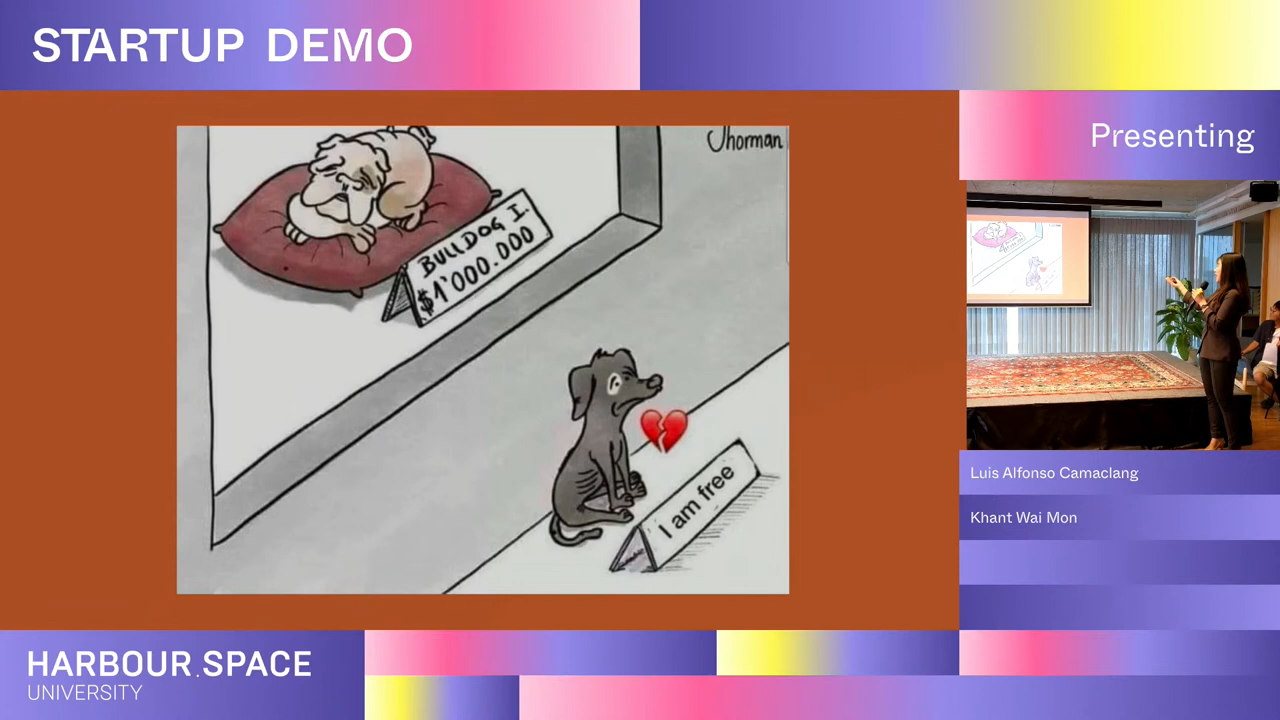 STARTUP DEMO
Jhorman
BULLDOG I.
$1'000.000
I am free
Presenting
Luis Alfonso Camaclang
Khant Wai Mon
HARBOUR.SPACE
UNIVERSITY